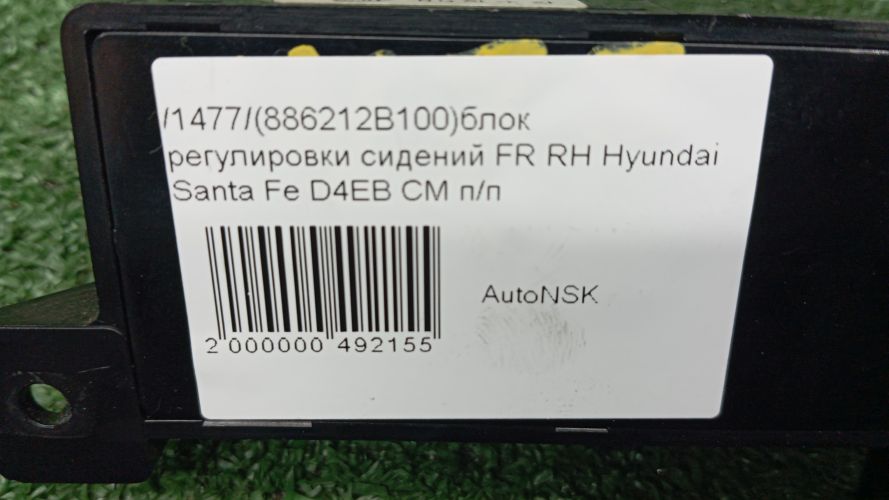 /1477/(886212B100)блок
регулировки сидений FR RH Hyundai
Santa Fe D4EB CM п/п
AutoNSK
2 000000 492155